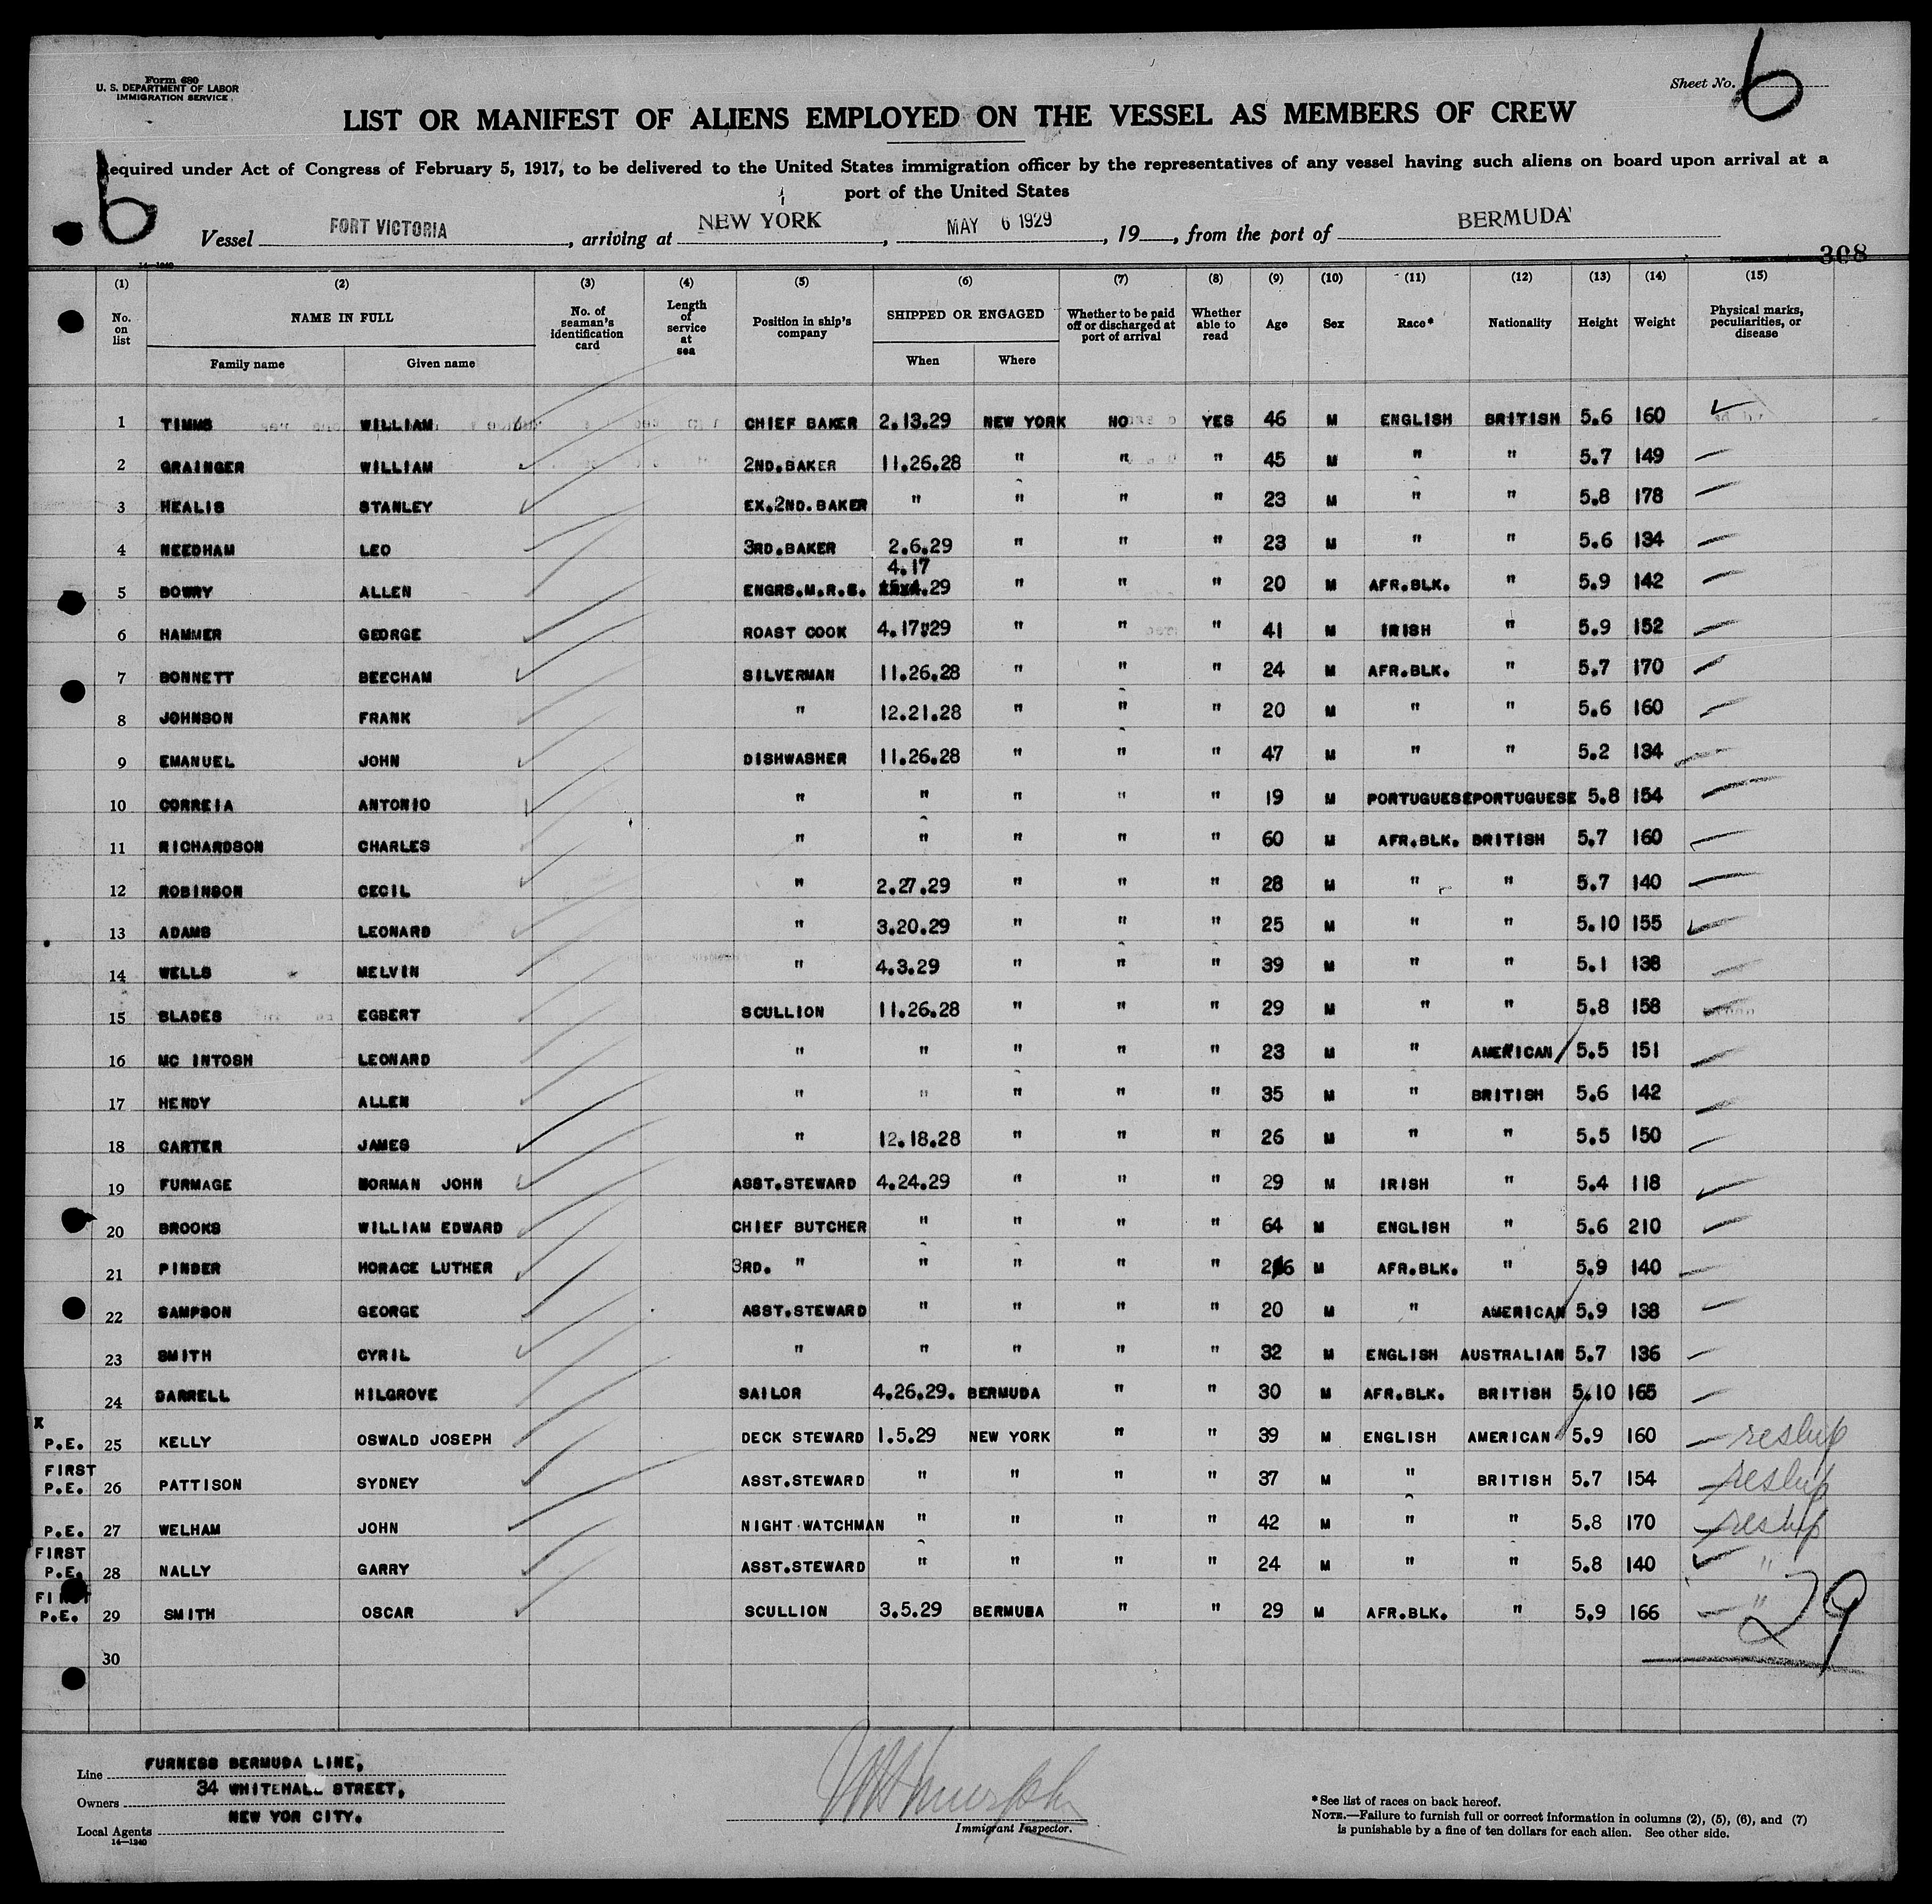 Form 680
U. S. DEPARTMENT OF LABOR
IMMIGRATION SERVICE
Sheet No. 6
LIST OR MANIFEST OF ALIENS EMPLOYED ON THE VESSEL AS MEMBERS OF CREW
6
Required under Act of Congress of February 5, 1917, to be delivered to the United States immigration officer by the representatives of any vessel having such aliens on board upon arrival at a
port of the United States
Vessel FORT VICTORIA, arriving at NEW YORK, MAY 6 1929, 19__, from the port of BERMUDA
14—1240
308
(1) (2) (3) (4) (5) (6) (7) (8) (9) (10) (11) (12) (13) (14) (15)
No. on list NAME IN FULL No. of seaman's identification card Length of service at sea Position in ship's company SHIPPED OR ENGAGED Whether to be paid off or discharged at port of arrival Whether able to read Age Sex Race* Nationality Height Weight Physical marks, peculiarities, or disease
Family name Given name When Where
1 TIMMS WILLIAM CHIEF BAKER 2.13.29 NEW YORK NO YES 46 M ENGLISH BRITISH 5.6 160
2 GRAINGER WILLIAM 2ND.BAKER 11.26.28 " " " 45 M " " 5.7 149
3 HEALIS STANLEY EX.2ND.BAKER " " " " 23 M " " 5.8 178
4 NEEDHAM LEO 3RD.BAKER 2.6.29 " " " 23 M " " 5.6 134
4.17
5 BOWRY ALLEN ENGRS.M.R.S. .29 " " " 20 M AFR.BLK. " 5.9 142
6 HAMMER GEORGE ROAST COOK 4.17.29 " " " 41 M IRISH " 5.9 152
7 BONNETT BEECHAM SILVERMAN 11.26.28 " " " 24 M AFR.BLK. " 5.7 170
8 JOHNSON FRANK " 12.21.28 " " " 20 M " " 5.6 160
9 EMANUEL JOHN DISHWASHER 11.26.28 " " " 47 M " " 5.2 134
10 CORREIA ANTONIO " " " " " 19 M PORTUGUESE PORTUGUESE 5.8 154
11 RICHARDSON CHARLES " " " " " 60 M AFR.BLK. BRITISH 5.7 160
12 ROBINSON CECIL " 2.27.29 " " " 28 M " " 5.7 140
13 ADAMS LEONARD " 3.20.29 " " " 25 M " " 5.10 155
14 WELLS MELVIN " 4.3.29 " " " 39 M " " 5.1 138
15 BLADES EGBERT SCULLION 11.26.28 " " " 29 M " " 5.8 158
16 MC INTOSH LEONARD " " " " " 23 M " AMERICAN 5.5 151
17 HENDY ALLEN " " " " " 35 M " BRITISH 5.6 142
18 CARTER JAMES " 12.18.28 " " " 26 M " " 5.5 150
19 FURMAGE NORMAN JOHN ASST.STEWARD 4.24.29 " " " 29 M IRISH " 5.4 118
20 BROOKS WILLIAM EDWARD CHIEF BUTCHER " " " " 64 M ENGLISH " 5.6 210
21 PINDER HORACE LUTHER 3RD. " " " " " 26 M AFR.BLK. " 5.9 140
22 SAMPSON GEORGE ASST.STEWARD " " " " 20 M " AMERICAN 5.9 138
23 SMITH CYRIL " " " " " 32 M ENGLISH AUSTRALIAN 5.7 136
24 DARRELL HILGROVE SAILOR 4.26.29. BERMUDA " " 30 M AFR.BLK. BRITISH 5.10 165
X
P.E. 25 KELLY OSWALD JOSEPH DECK STEWARD 1.5.29 NEW YORK " " 39 M ENGLISH AMERICAN 5.9 160 reship
FIRST
P.E. 26 PATTISON SYDNEY ASST.STEWARD " " " " 37 M " BRITISH 5.7 154 reship
P.E. 27 WELHAM JOHN NIGHT WATCHMAN " " " " 42 M " " 5.8 170 reship
FIRST
P.E. 28 NALLY GARRY ASST.STEWARD " " " " 24 M " " 5.8 140 "
FIRST
P.E. 29 SMITH OSCAR SCULLION 3.5.29 BERMUDA " " 29 M AFR.BLK. " 5.9 166 "
29
30
Line FURNESS BERMUDA LINE,
Owners 34 WHITEHALL STREET,
Local Agents NEW YOR CITY.
14—1240
Immigrant Inspector.
*See list of races on back hereof.
NOTE.—Failure to furnish full or correct information in columns (2), (5), (6), and (7)
is punishable by a fine of ten dollars for each alien. See other side.